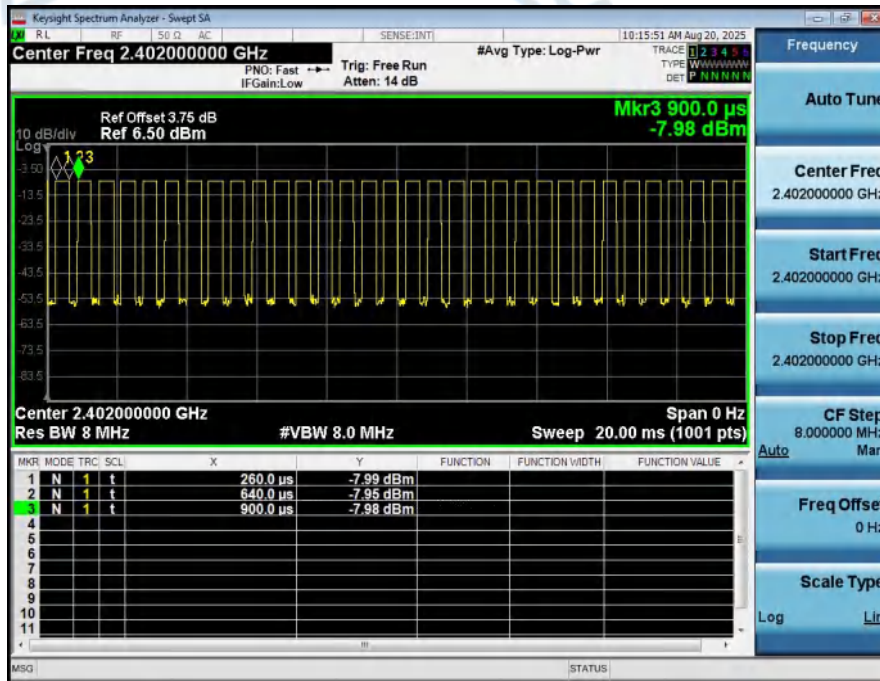 Keysight Spectrum Analyzer - Swept SA
RL RF 50 Ω AC SENSE:INT 10:15:51 AM Aug 20, 2025
Center Freq 2.402000000 GHz
PNO: Fast
IFGain:Low
Trig: Free Run
Atten: 14 dB
#Avg Type: Log-Pwr
TRACE 1 2 3 4 5 6
TYPE WWWWWW
DET P N N N N N
Ref Offset 3.75 dB
10 dB/div Ref 6.50 dBm
Log
Mkr3 900.0 µs
-7.98 dBm
1 2 3
-3.50
-13.5
-23.5
-33.5
-43.5
-53.5
-63.5
-73.5
-83.5
Center 2.402000000 GHz Span 0 Hz
Res BW 8 MHz #VBW 8.0 MHz Sweep 20.00 ms (1001 pts)
MKR MODE TRC SCL X Y FUNCTION FUNCTION WIDTH FUNCTION VALUE
1 N 1 t 260.0 µs -7.99 dBm
2 N 1 t 640.0 µs -7.95 dBm
3 N 1 t 900.0 µs -7.98 dBm
4
5
6
7
8
9
10
11
MSG STATUS
Frequency
Auto Tune
Center Freq
2.402000000 GHz
Start Freq
2.402000000 GHz
Stop Freq
2.402000000 GHz
CF Step
8.000000 MHz
Auto Man
Freq Offset
0 Hz
Scale Type
Log Lin